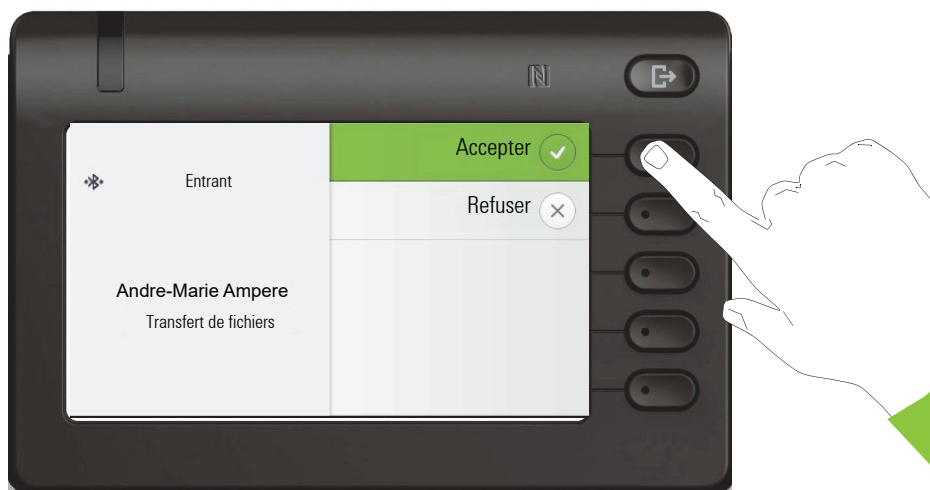 Entrant
Andre-Marie Ampere
Transfert de fichiers
Accepter
Refuser